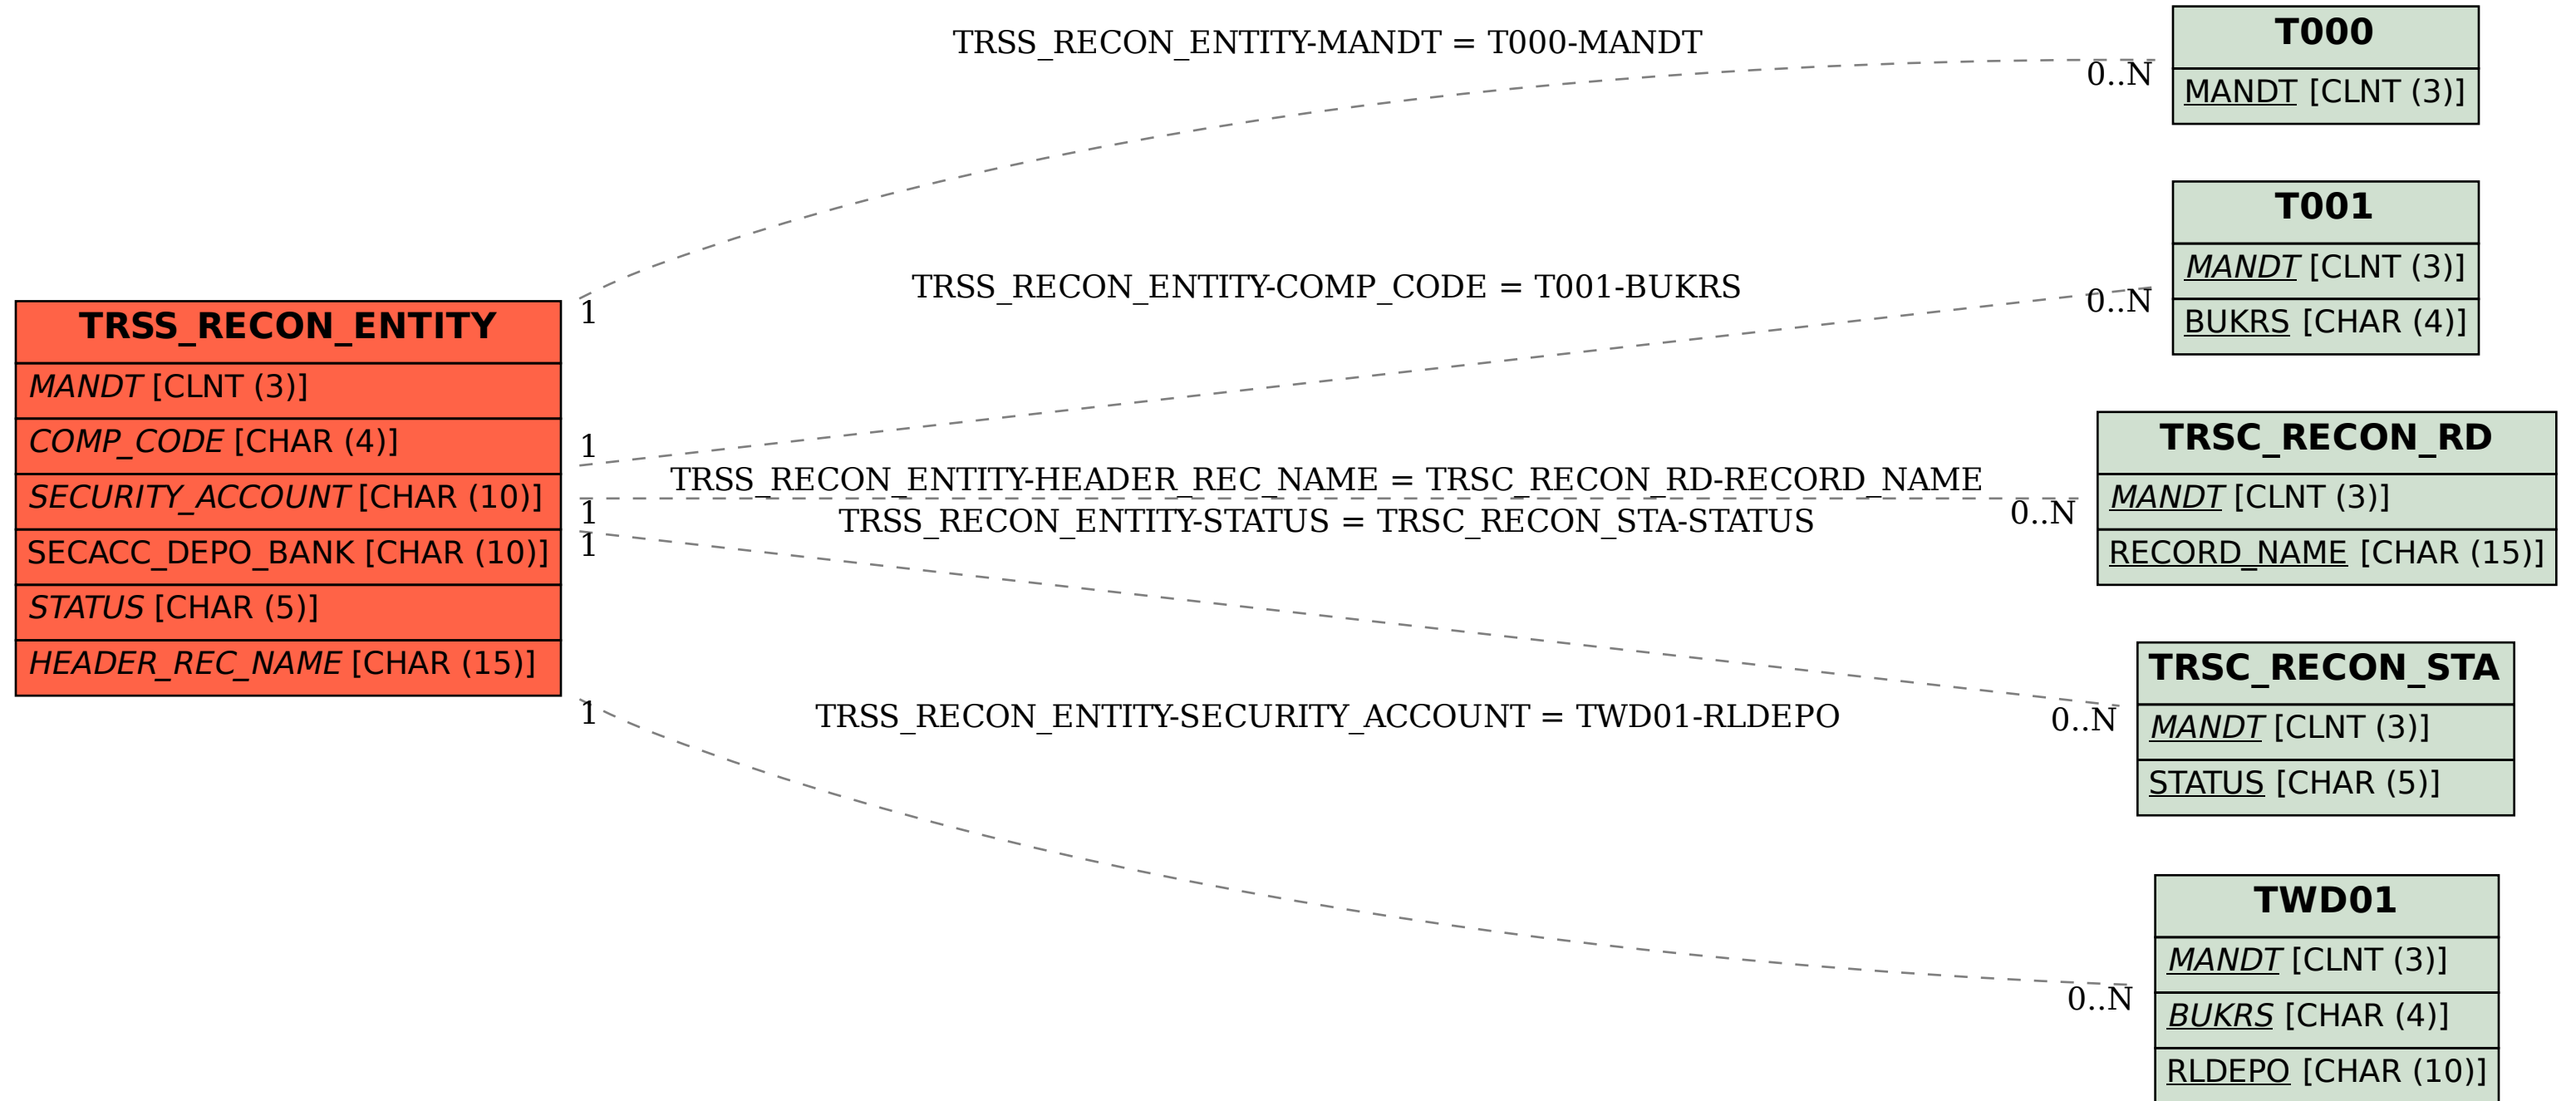 TRSS_RECON_ENTITY
MANDT [CLNT (3)]
COMP_CODE [CHAR (4)]
SECURITY_ACCOUNT [CHAR (10)]
SECACC_DEPO_BANK [CHAR (10)]
STATUS [CHAR (5)]
HEADER_REC_NAME [CHAR (15)]
TRSS_RECON_ENTITY-MANDT = T000-MANDT
1
0..N
TRSS_RECON_ENTITY-COMP_CODE = T001-BUKRS
1
0..N
TRSS_RECON_ENTITY-HEADER_REC_NAME = TRSC_RECON_RD-RECORD_NAME
1
0..N
TRSS_RECON_ENTITY-STATUS = TRSC_RECON_STA-STATUS
1
0..N
TRSS_RECON_ENTITY-SECURITY_ACCOUNT = TWD01-RLDEPO
1
0..N
T000
MANDT [CLNT (3)]
T001
MANDT [CLNT (3)]
BUKRS [CHAR (4)]
TRSC_RECON_RD
MANDT [CLNT (3)]
RECORD_NAME [CHAR (15)]
TRSC_RECON_STA
MANDT [CLNT (3)]
STATUS [CHAR (5)]
TWD01
MANDT [CLNT (3)]
BUKRS [CHAR (4)]
RLDEPO [CHAR (10)]